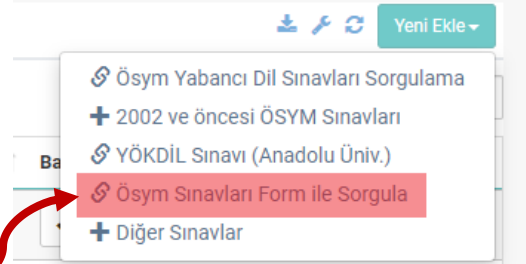 Yeni Ekle
Ösym Yabancı Dil Sınavları Sorgulama
2002 ve öncesi ÖSYM Sınavları
Ba
YÖKDİL Sınavı (Anadolu Üniv.)
Ösym Sınavları Form ile Sorgula
Diğer Sınavlar